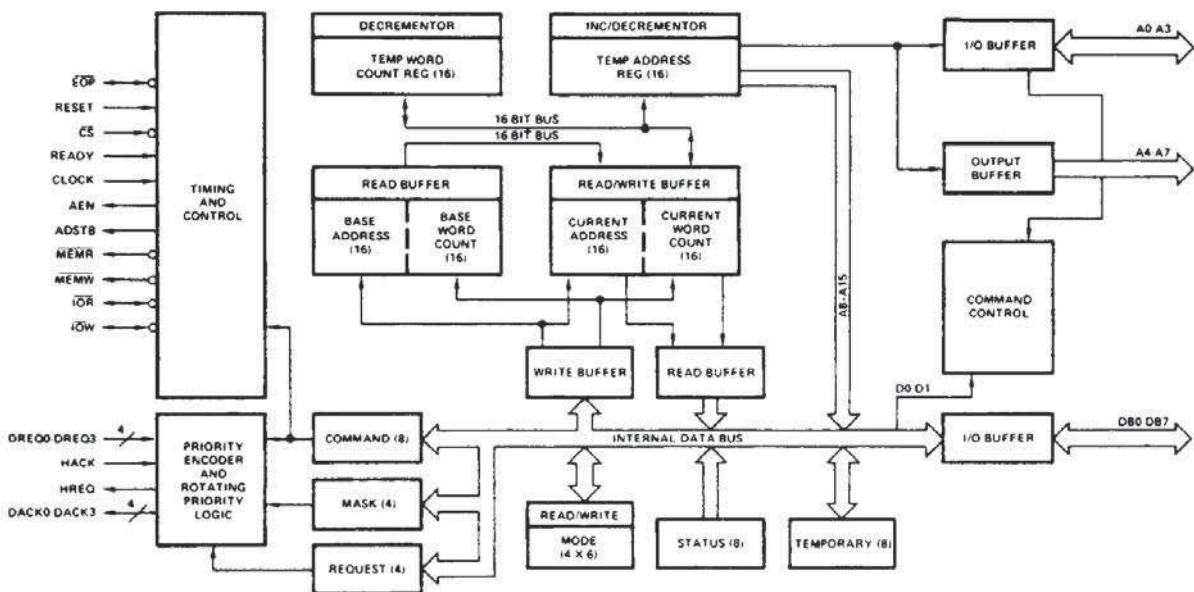 DECREMENTOR
TEMP WORD
COUNT REG (16)
INC/DECREMENTOR
TEMP ADDRESS
REG (16)
I/O BUFFER
A0 A3
EOP
RESET
CS
READY
CLOCK
AEN
ADSTB
MEMR
MEMW
IOR
IOW
TIMING
AND
CONTROL
16 BIT BUS
16 BIT BUS
OUTPUT
BUFFER
A4 A7
READ BUFFER
BASE
ADDRESS
(16)
BASE
WORD
COUNT
(16)
READ/WRITE BUFFER
CURRENT
ADDRESS
(16)
CURRENT
WORD
COUNT
(16)
A8-A15
COMMAND
CONTROL
WRITE BUFFER
READ BUFFER
D0 D1
DREQ0 DREQ3
4
HACK
HREQ
DACK0 DACK3
4
PRIORITY
ENCODER
AND
ROTATING
PRIORITY
LOGIC
COMMAND (8)
MASK (4)
REQUEST (4)
INTERNAL DATA BUS
I/O BUFFER
DB0 DB7
READ/WRITE
MODE
(4 X 6)
STATUS (8)
TEMPORARY (8)